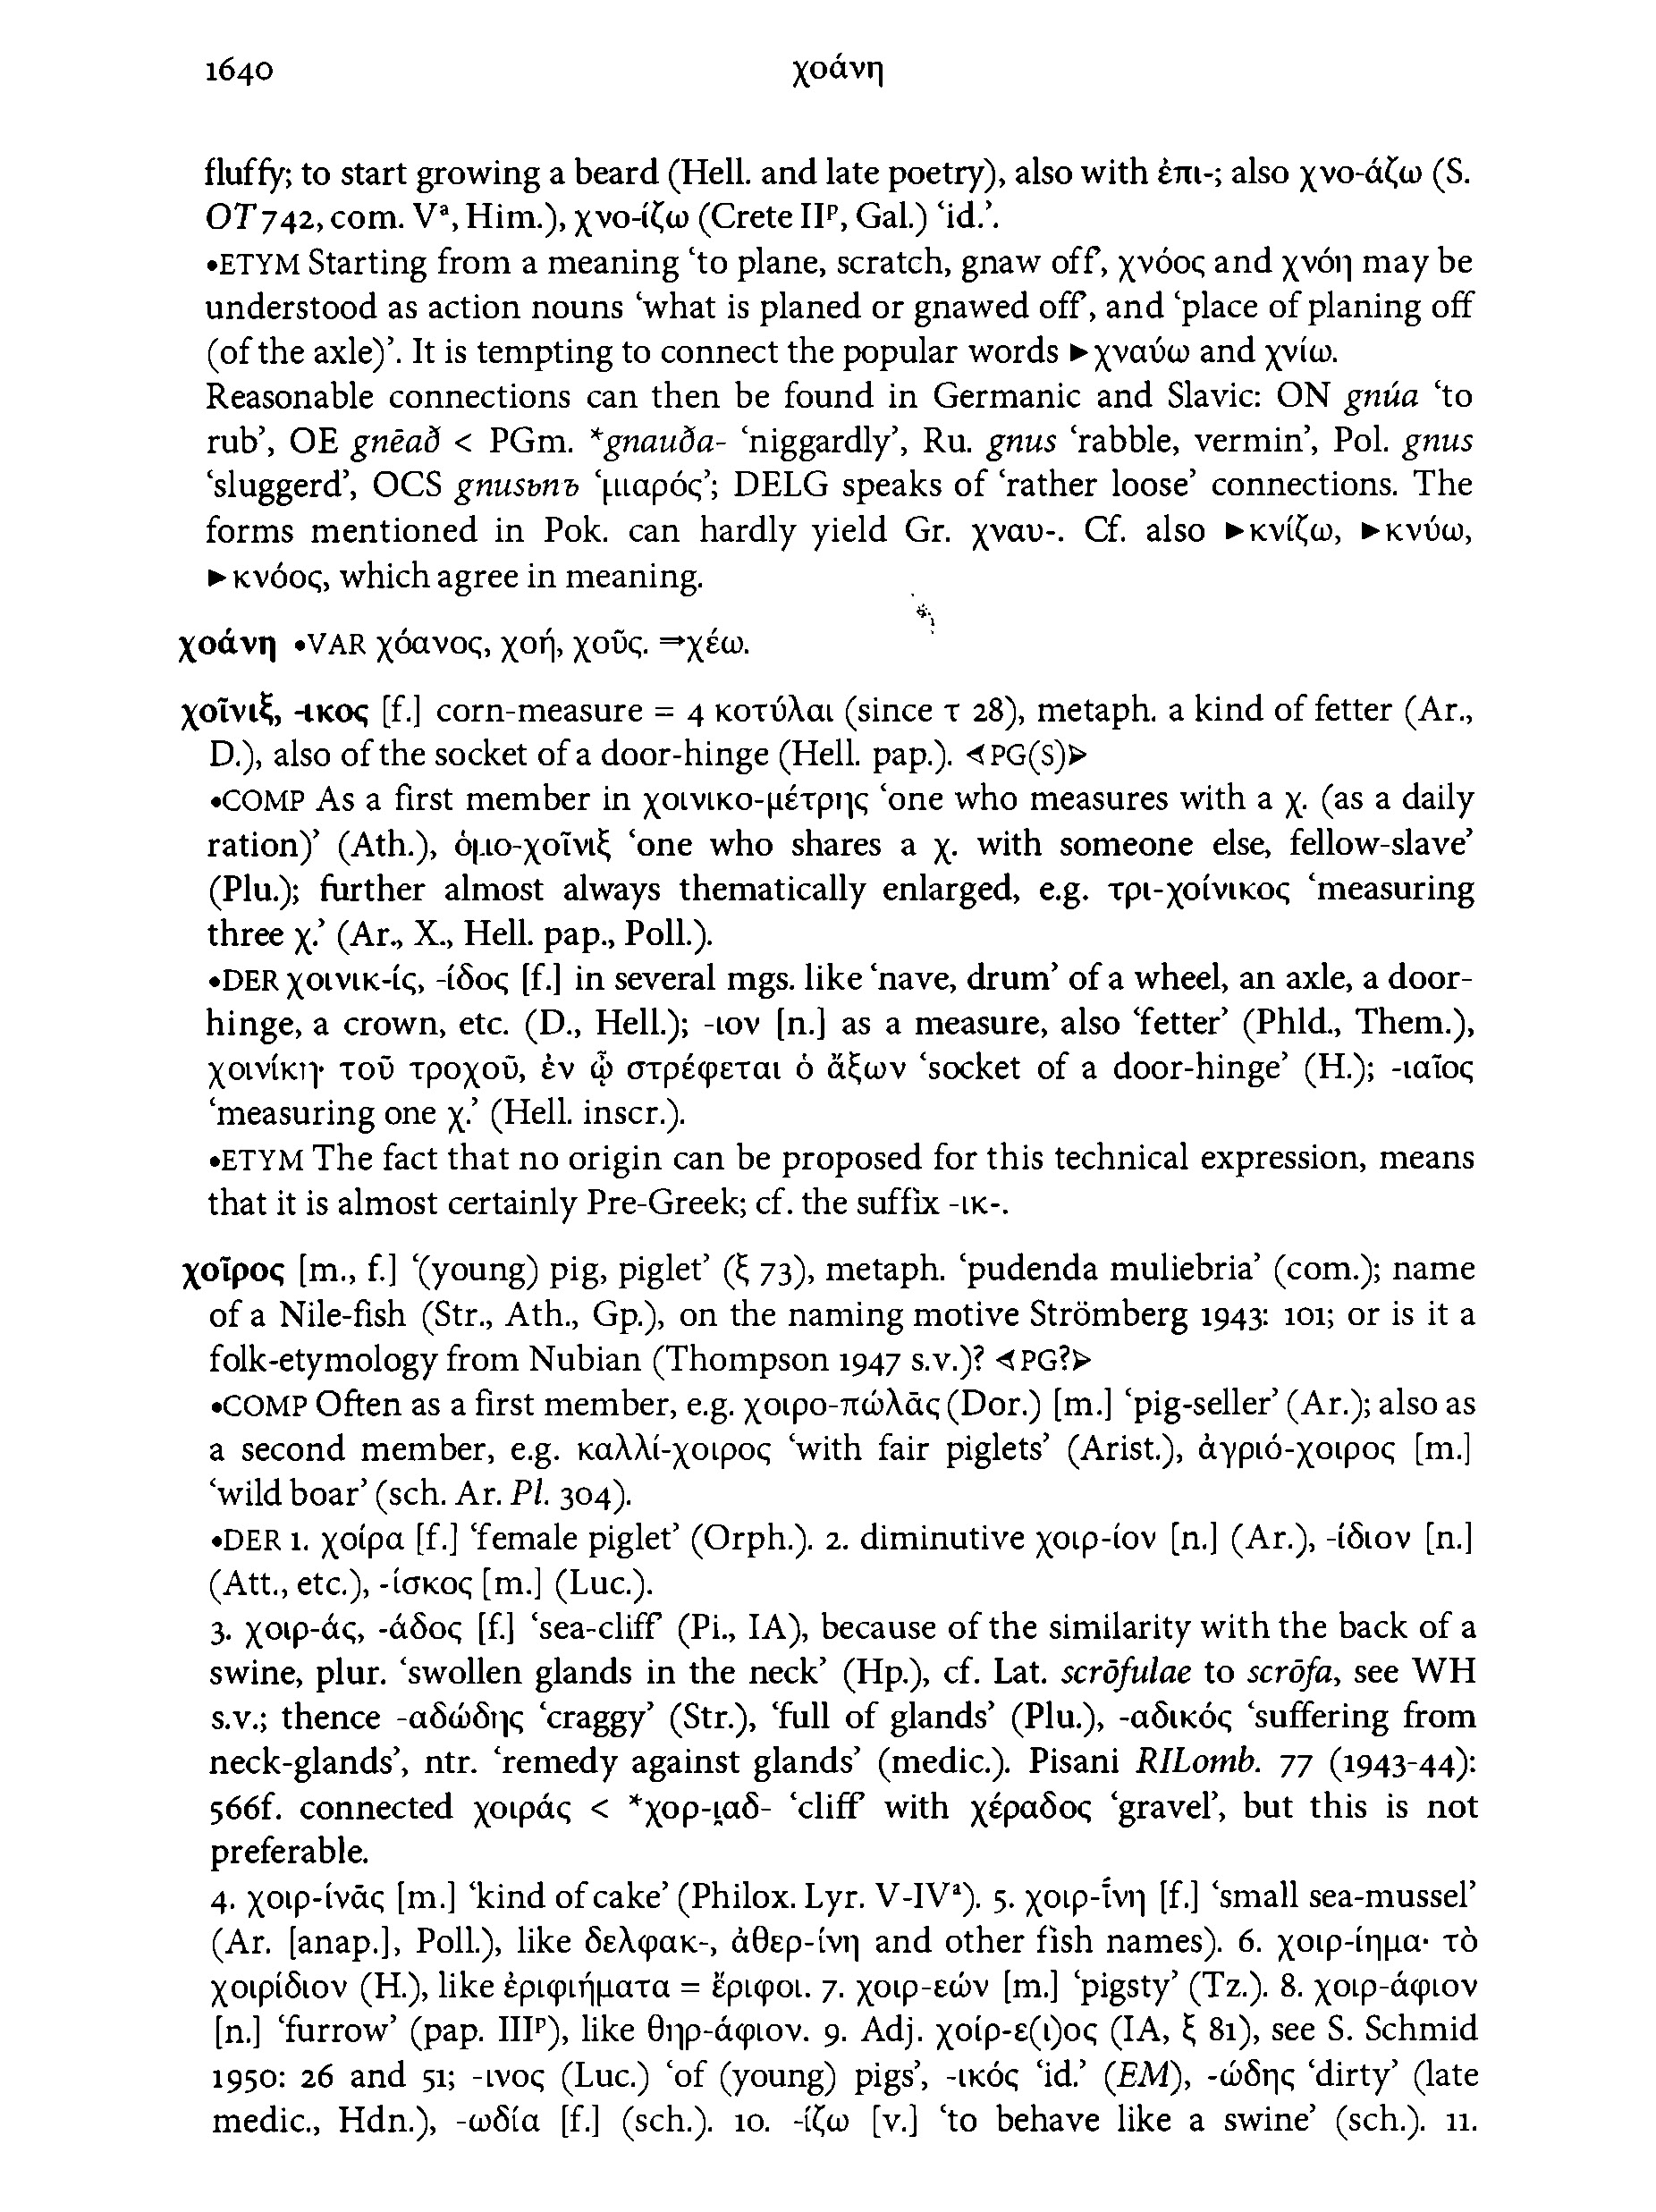 1640 χοάνη
fluffy; to start growing a beard (Hell. and late poetry), also with ἐπι-; also χνο-άζω (S.
OT 742, com. Vᵃ, Him.), χνο-ίζω (Crete IIᵖ, Gal.) ‘id.’.
•ETYM Starting from a meaning ‘to plane, scratch, gnaw off’, χνόος and χνόη may be
understood as action nouns ‘what is planed or gnawed off’, and ‘place of planing off
(of the axle)’. It is tempting to connect the popular words ►χναύω and χνίω.
Reasonable connections can then be found in Germanic and Slavic: ON gnúa ‘to
rub’, OE gnēað < PGm. *gnauða- ‘niggardly’, Ru. gnus ‘rabble, vermin’, Pol. gnus
‘sluggerd’, OCS gnusьnъ ‘μιαρός’; DELG speaks of ‘rather loose’ connections. The
forms mentioned in Pok. can hardly yield Gr. χναυ-. Cf. also ►κνίζω, ►κνύω,
►κνόος, which agree in meaning.
χοάνη •VAR χόανος, χοή, χοῦς. ⇒χέω.
χοῖνιξ, -ικος [f.] corn-measure = 4 κοτύλαι (since τ 28), metaph. a kind of fetter (Ar.,
D.), also of the socket of a door-hinge (Hell. pap.). ◄PG(S)►
•COMP As a first member in χοινικο-μέτρης ‘one who measures with a χ. (as a daily
ration)’ (Ath.), ὁμο-χοῖνιξ ‘one who shares a χ. with someone else, fellow-slave’
(Plu.); further almost always thematically enlarged, e.g. τρι-χοίνικος ‘measuring
three χ.’ (Ar., X., Hell. pap., Poll.).
•DER χοινικ-ίς, -ίδος [f.] in several mgs. like ‘nave, drum’ of a wheel, an axle, a door-
hinge, a crown, etc. (D., Hell.); -ιον [n.] as a measure, also ‘fetter’ (Phld., Them.),
χοινίκη· τοῦ τροχοῦ, ἐν ᾧ στρέφεται ὁ ἄξων ‘socket of a door-hinge’ (H.); -ιαῖος
‘measuring one χ.’ (Hell. inscr.).
•ETYM The fact that no origin can be proposed for this technical expression, means
that it is almost certainly Pre-Greek; cf. the suffix -ικ-.
χοῖρος [m., f.] ‘(young) pig, piglet’ (ξ 73), metaph. ‘pudenda muliebria’ (com.); name
of a Nile-fish (Str., Ath., Gp.), on the naming motive Strömberg 1943: 101; or is it a
folk-etymology from Nubian (Thompson 1947 s.v.)? ◄PG?►
•COMP Often as a first member, e.g. χοιρο-πώλᾱς (Dor.) [m.] ‘pig-seller’ (Ar.); also as
a second member, e.g. καλλί-χοιρος ‘with fair piglets’ (Arist.), ἀγριό-χοιρος [m.]
‘wild boar’ (sch. Ar. Pl. 304).
•DER 1. χοίρα [f.] ‘female piglet’ (Orph.). 2. diminutive χοιρ-ίον [n.] (Ar.), -ίδιον [n.]
(Att., etc.), -ίσκος [m.] (Luc.).
3. χοιρ-άς, -άδος [f.] ‘sea-cliff’ (Pi., IA), because of the similarity with the back of a
swine, plur. ‘swollen glands in the neck’ (Hp.), cf. Lat. scrōfulae to scrōfa, see WH
s.v.; thence -αδώδης ‘craggy’ (Str.), ‘full of glands’ (Plu.), -αδικός ‘suffering from
neck-glands’, ntr. ‘remedy against glands’ (medic.). Pisani RILomb. 77 (1943-44):
566f. connected χοιράς < *χορ-ι̯αδ- ‘cliff’ with χέραδος ‘gravel’, but this is not
preferable.
4. χοιρ-ίνᾱς [m.] ‘kind of cake’ (Philox. Lyr. V-IVᵃ). 5. χοιρ-ί̄νη [f.] ‘small sea-mussel’
(Ar. [anap.], Poll.), like δελφακ-, ἀθερ-ίνη and other fish names). 6. χοιρ-ίημα· τὸ
χοιρίδιον (H.), like ἐριφιήματα = ἔριφοι. 7. χοιρ-εών [m.] ‘pigsty’ (Tz.). 8. χοιρ-άφιον
[n.] ‘furrow’ (pap. IIIᵖ), like θηρ-άφιον. 9. Adj. χοίρ-ε(ι)ος (IA, ξ 81), see S. Schmid
1950: 26 and 51; -ινος (Luc.) ‘of (young) pigs’, -ικός ‘id.’ (EM), -ώδης ‘dirty’ (late
medic., Hdn.), -ωδία [f.] (sch.). 10. -ίζω [v.] ‘to behave like a swine’ (sch.). 11.